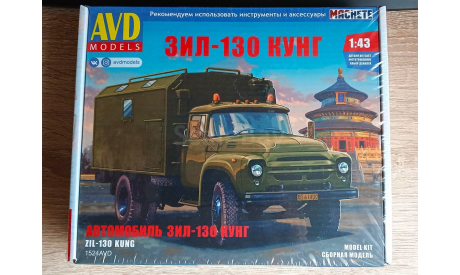 Рекомендуем использовать инструменты и аксессуары
MACHETE
AVD
MODELS
avdmodels
ЗИЛ-130 КУНГ
1:43
АВТОМОБИЛЬ ЗИЛ-130 КУНГ
ZIL-130 KUNG
1524AVD
MODEL KIT
СБОРНАЯ МОДЕЛЬ